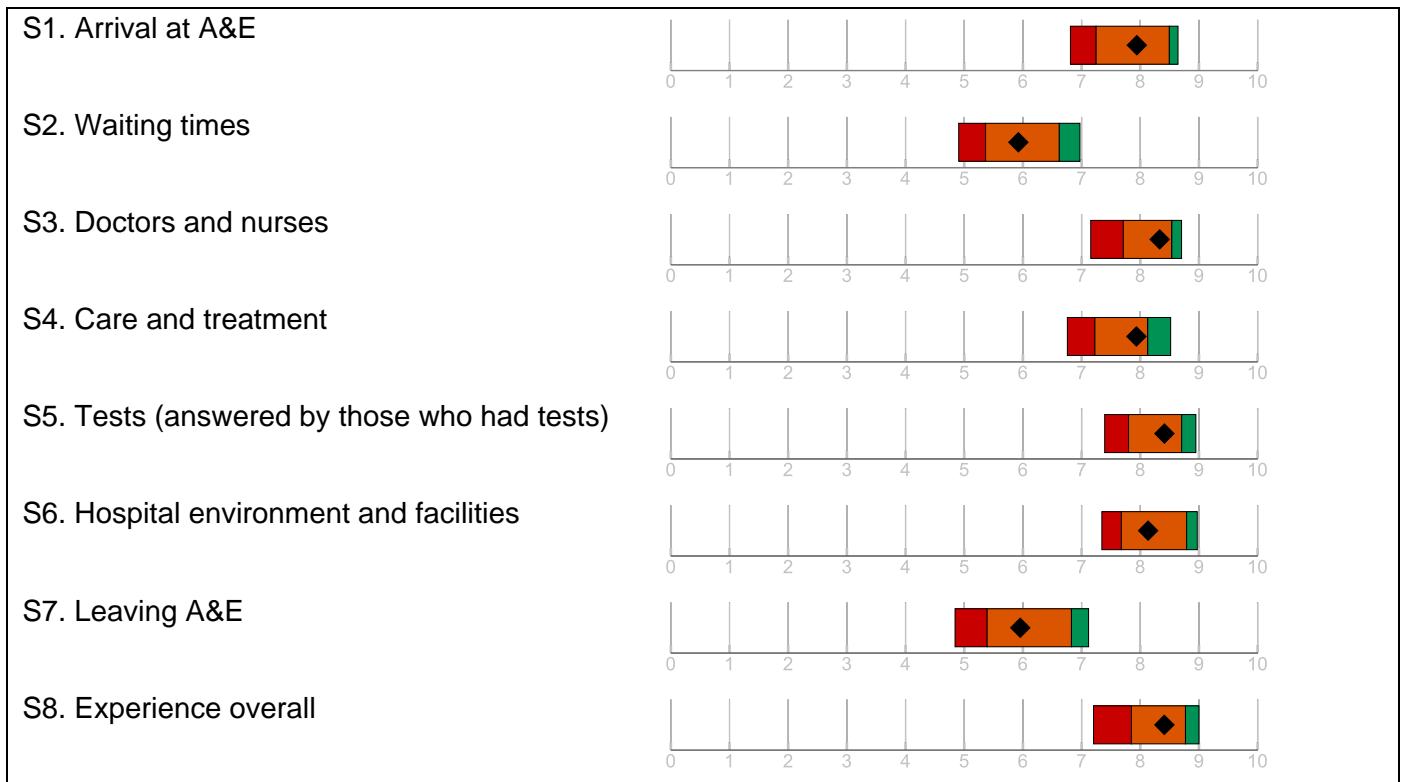 S1. Arrival at A&E
0 1 2 3 4 5 6 7 8 9 10
S2. Waiting times
0 1 2 3 4 5 6 7 8 9 10
S3. Doctors and nurses
0 1 2 3 4 5 6 7 8 9 10
S4. Care and treatment
0 1 2 3 4 5 6 7 8 9 10
S5. Tests (answered by those who had tests)
0 1 2 3 4 5 6 7 8 9 10
S6. Hospital environment and facilities
0 1 2 3 4 5 6 7 8 9 10
S7. Leaving A&E
0 1 2 3 4 5 6 7 8 9 10
S8. Experience overall
0 1 2 3 4 5 6 7 8 9 10